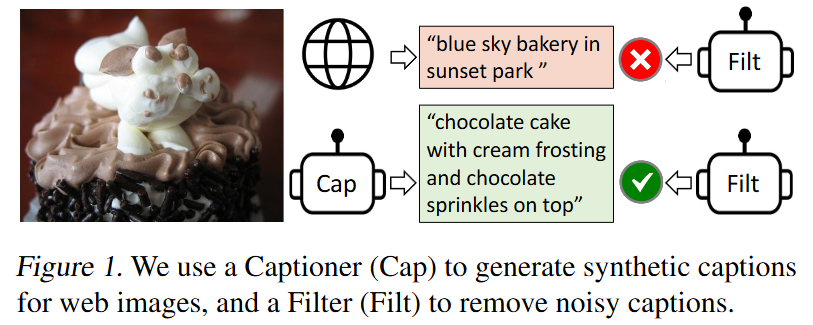 “blue sky bakery in
sunset park ”
Filt
“chocolate cake
with cream frosting
and chocolate
sprinkles on top”
Cap
Filt
Figure 1. We use a Captioner (Cap) to generate synthetic captions
for web images, and a Filter (Filt) to remove noisy captions.